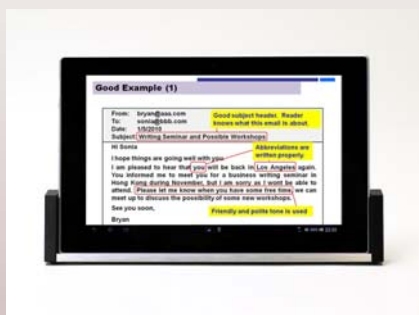 Good Example (1)
From: bryan@aaa.com
To: sonia@bbb.com
Date: 1/5/2010
Subject: Writing Seminar and Possible Workshops
Good subject header. Reader
knows what this email is about.
Hi Sonia
Abbreviations are
written properly.
I hope things are going well with you.
I am pleased to hear that you will be back in Los Angeles again.
You informed me to meet you for a business writing seminar in
Hong Kong during November, but I am sorry as I wont be able to
attend. Please let me know when you have some free time, we can
meet up to discuss the possibility of some new workshops.
See you soon,
Friendly and polite tone is used
Bryan